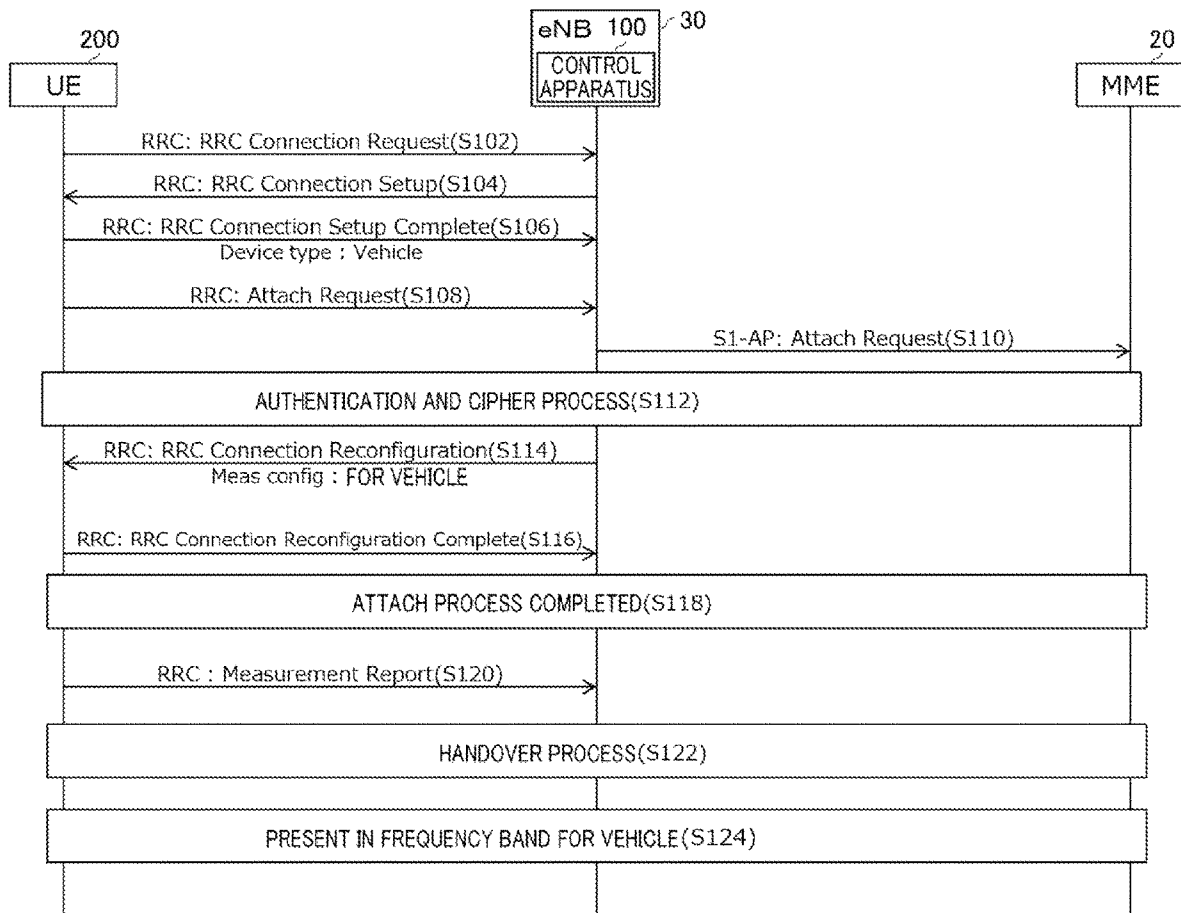 200
UE
eNB 100
30
CONTROL
APPARATUS
20
MME
RRC: RRC Connection Request(S102)
RRC: RRC Connection Setup(S104)
RRC: RRC Connection Setup Complete(S106)
Device type : Vehicle
RRC: Attach Request(S108)
S1-AP: Attach Request(S110)
AUTHENTICATION AND CIPHER PROCESS(S112)
RRC: RRC Connection Reconfiguration(S114)
Meas config : FOR VEHICLE
RRC: RRC Connection Reconfiguration Complete(S116)
ATTACH PROCESS COMPLETED(S118)
RRC : Measurement Report(S120)
HANDOVER PROCESS(S122)
PRESENT IN FREQUENCY BAND FOR VEHICLE(S124)